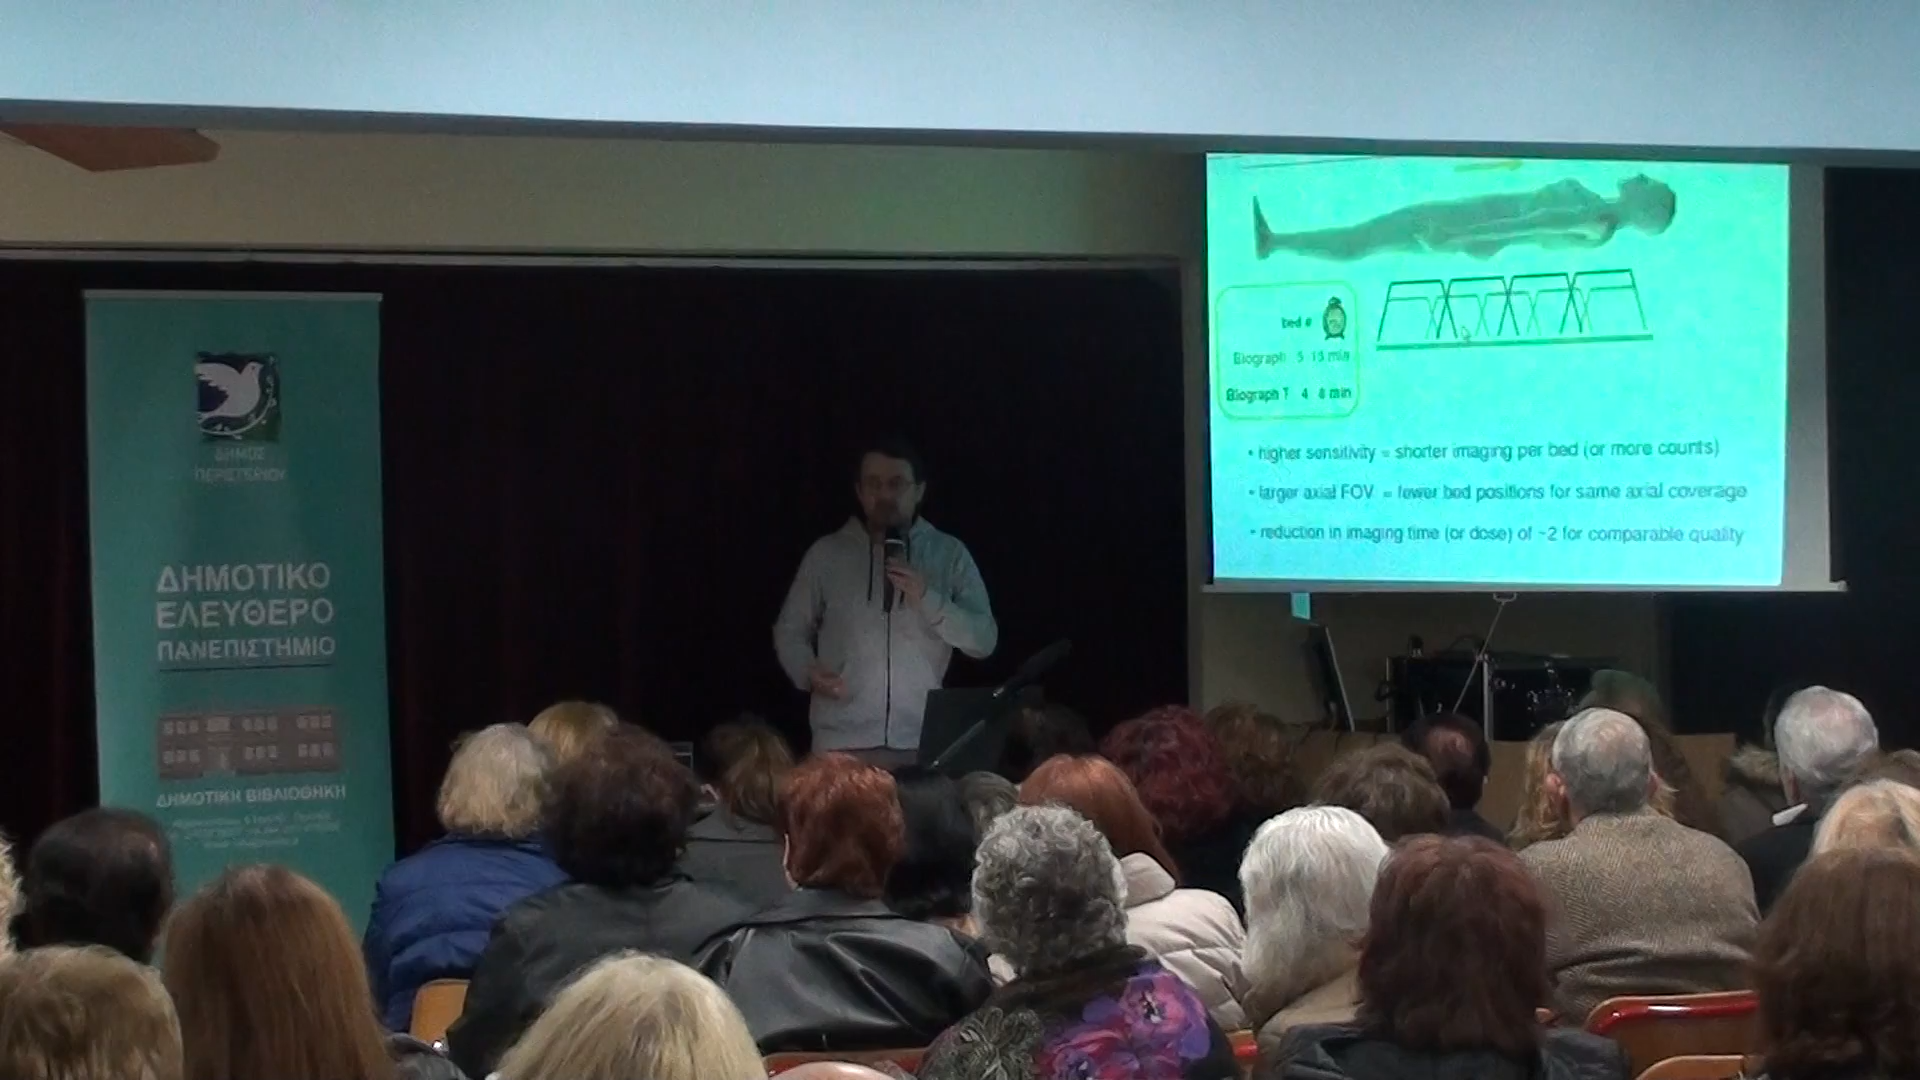 ΔΗΜΟΣ
ΠΕΡΙΣΤΕΡΙΟΥ
ΔΗΜΟΤΙΚΟ
ΕΛΕΥΘΕΡΟ
ΠΑΝΕΠΙΣΤΗΜΙΟ
ΔΗΜΟΤΙΚΗ ΒΙΒΛΙΟΘΗΚΗ
bed #
Biograph 5 15 min
Biograph T 4 8 min
• higher sensitivity = shorter imaging per bed (or more counts)
• larger axial FOV = fewer bed positions for same axial coverage
• reduction in imaging time (or dose) of ~2 for comparable quality